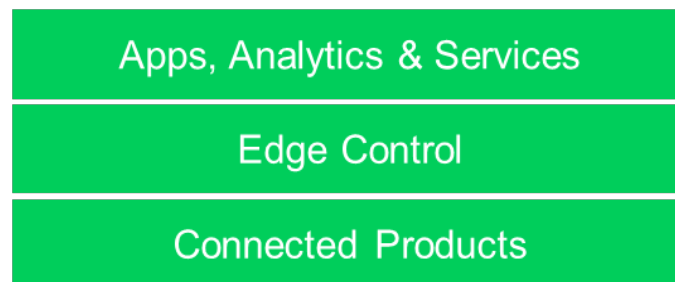 Apps, Analytics & Services
Edge Control
Connected Products